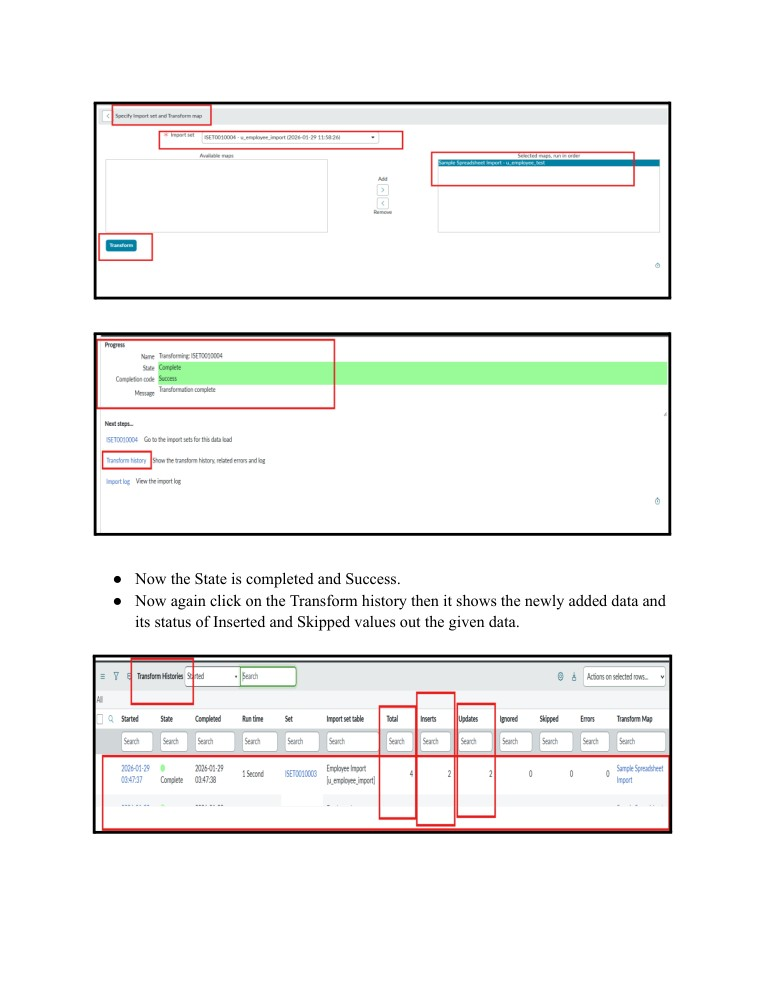 Specify Import set and Transform map
Import set ISET0010004 - u_employee_import (2026-01-29 11:58:26)
Available maps
Selected maps, run in order
Sample Spreadsheet Import - u_employee_test
Add
Remove
Transform
Progress
Name Transforming: ISET0010004
State Complete
Completion code Success
Message Transformation complete
Next steps...
ISET0010004 Go to the import sets for this data load
Transform history Show the transform history, related errors and log
Import log View the import log
● Now the State is completed and Success.
● Now again click on the Transform history then it shows the newly added data and
its status of Inserted and Skipped values out the given data.
Transform Histories Started Search Actions on selected rows...
All
Started State Completed Run time Set Import set table Total Inserts Updates Ignored Skipped Errors Transform Map
Search Search Search Search Search Search Search Search Search Search Search Search Search
2026-01-29 2026-01-29 Employee Import Sample Spreadsheet
03:47:37 Complete 03:47:38 1 Second ISET0010003 [u_employee_import] 4 2 2 0 0 0 Import